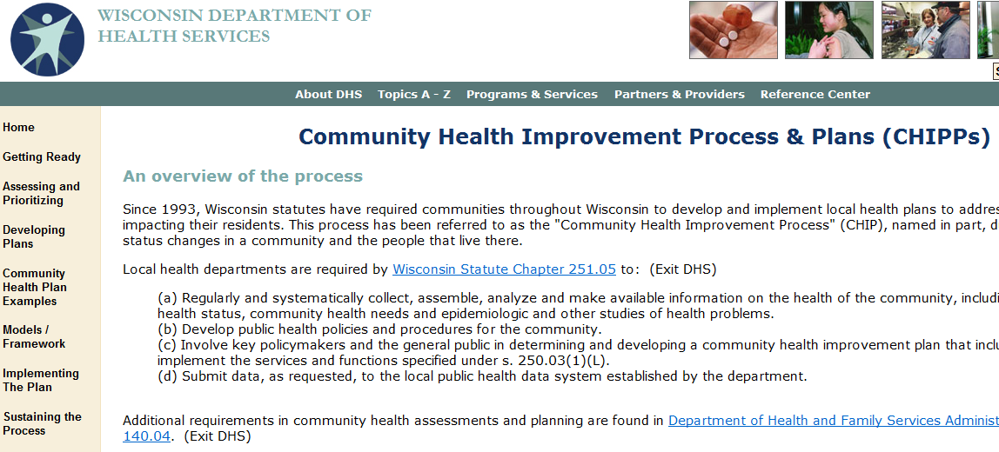 WISCONSIN DEPARTMENT OF
HEALTH SERVICES
About DHS Topics A - Z Programs & Services Partners & Providers Reference Center
Home
Getting Ready
Assessing and
Prioritizing
Developing
Plans
Community
Health Plan
Examples
Models /
Framework
Implementing
The Plan
Sustaining the
Process
Community Health Improvement Process & Plans (CHIPPs)
An overview of the process
Since 1993, Wisconsin statutes have required communities throughout Wisconsin to develop and implement local health plans to
impacting their residents. This process has been referred to as the "Community Health Improvement Process" (CHIP), named in part,
status changes in a community and the people that live there.
Local health departments are required by Wisconsin Statute Chapter 251.05 to: (Exit DHS)
(a) Regularly and systematically collect, assemble, analyze and make available information on the health of the community,
health status, community health needs and epidemiologic and other studies of health problems.
(b) Develop public health policies and procedures for the community.
(c) Involve key policymakers and the general public in determining and developing a community health improvement plan that
implement the services and functions specified under s. 250.03(1)(L).
(d) Submit data, as requested, to the local public health data system established by the department.
Additional requirements in community health assessments and planning are found in Department of Health and Family Services
140.04. (Exit DHS)